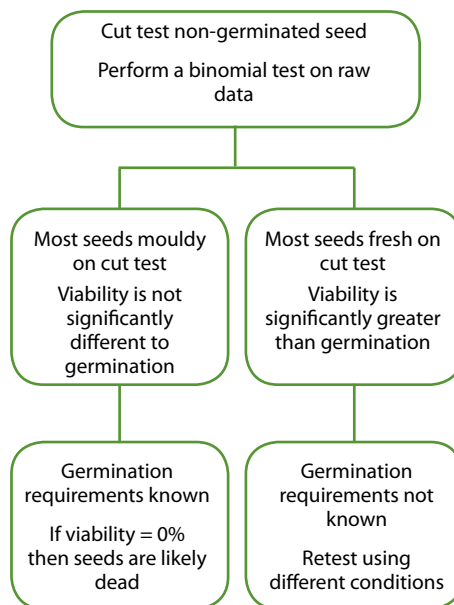 Cut test non-germinated seed
Perform a binomial test on raw
data
Most seeds mouldy
on cut test
Viability is not
significantly
different to
germination
Most seeds fresh on
cut test
Viability is
significantly greater
than germination
Germination
requirements known
If viability = 0%
then seeds are likely
dead
Germination
requirements not
known
Retest using
different conditions